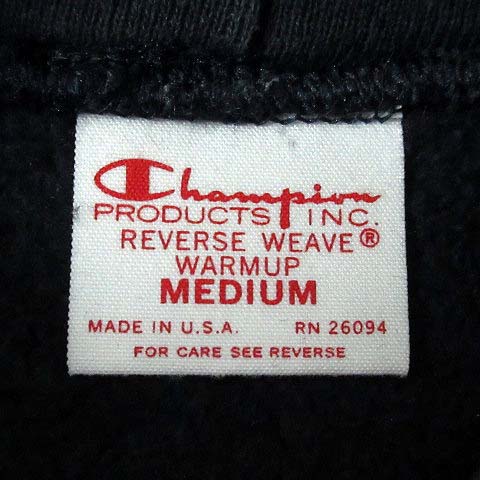 Champion
PRODUCTS INC.
REVERSE WEAVE®
WARMUP
MEDIUM
MADE IN U.S.A. RN 26094
FOR CARE SEE REVERSE